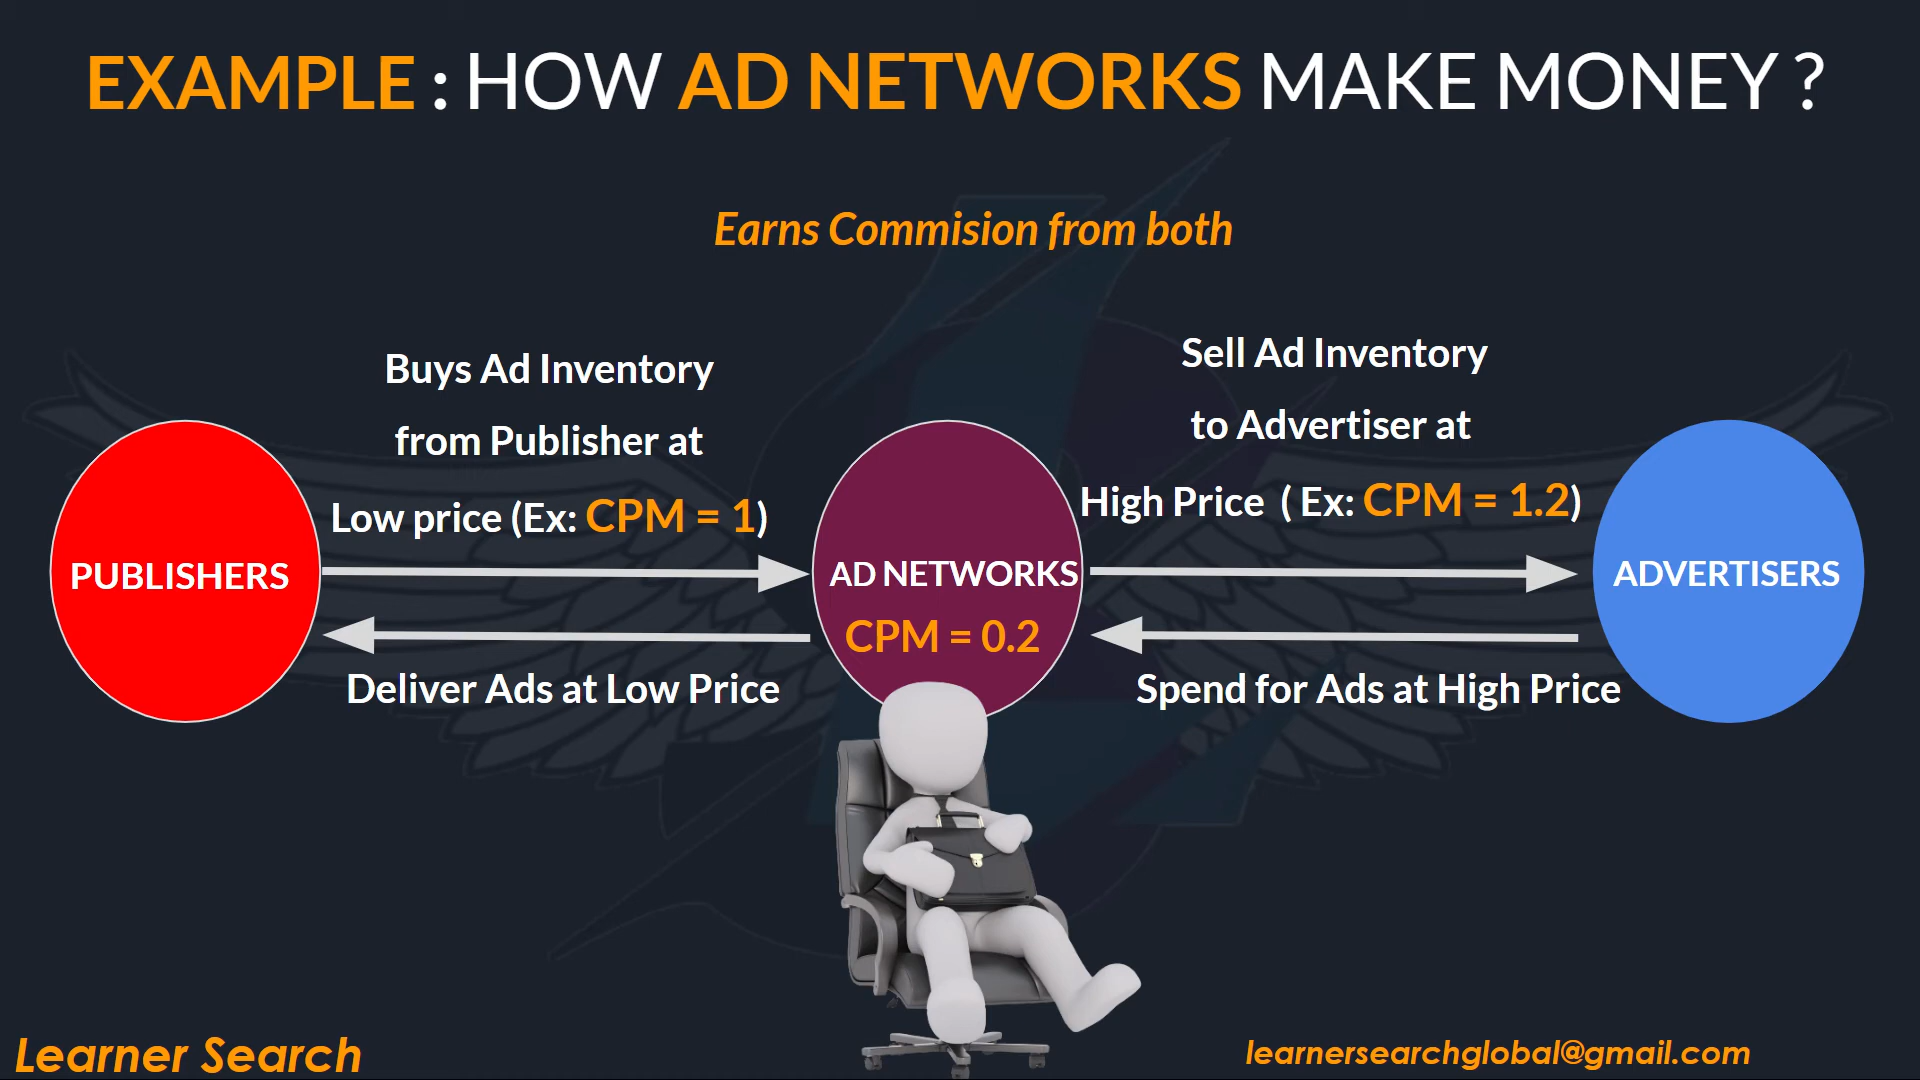 EXAMPLE : HOW AD NETWORKS MAKE MONEY ?
Earns Commision from both
Buys Ad Inventory
from Publisher at
Low price (Ex: CPM = 1)
Sell Ad Inventory
to Advertiser at
High Price ( Ex: CPM = 1.2)
PUBLISHERS
AD NETWORKS
CPM = 0.2
ADVERTISERS
Deliver Ads at Low Price
Spend for Ads at High Price
Learner Search
learnersearchglobal@gmail.com